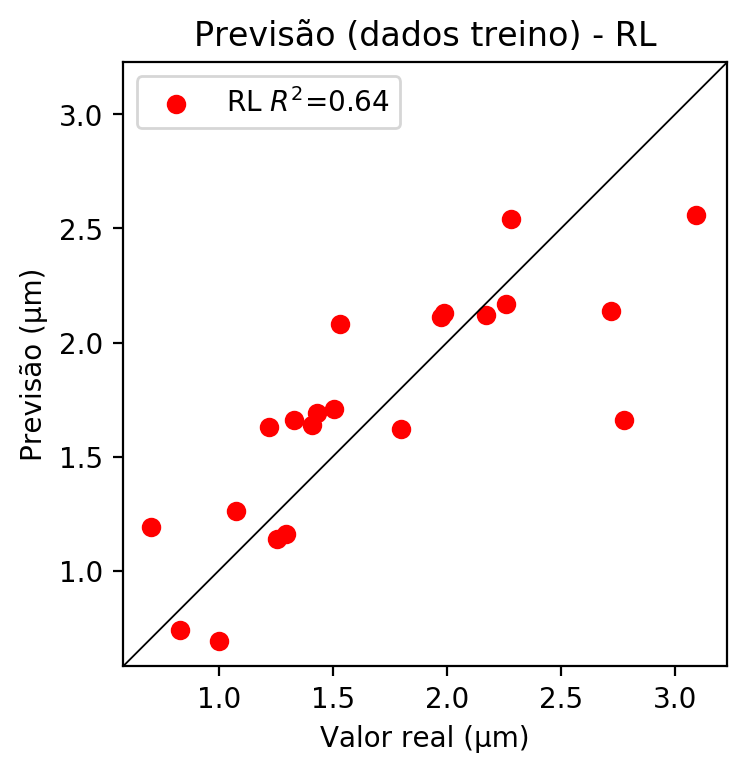 Previsão (dados treino) - RL
RL R²=0.64
Previsão (µm)
3.0
2.5
2.0
1.5
1.0
1.0 1.5 2.0 2.5 3.0
Valor real (µm)